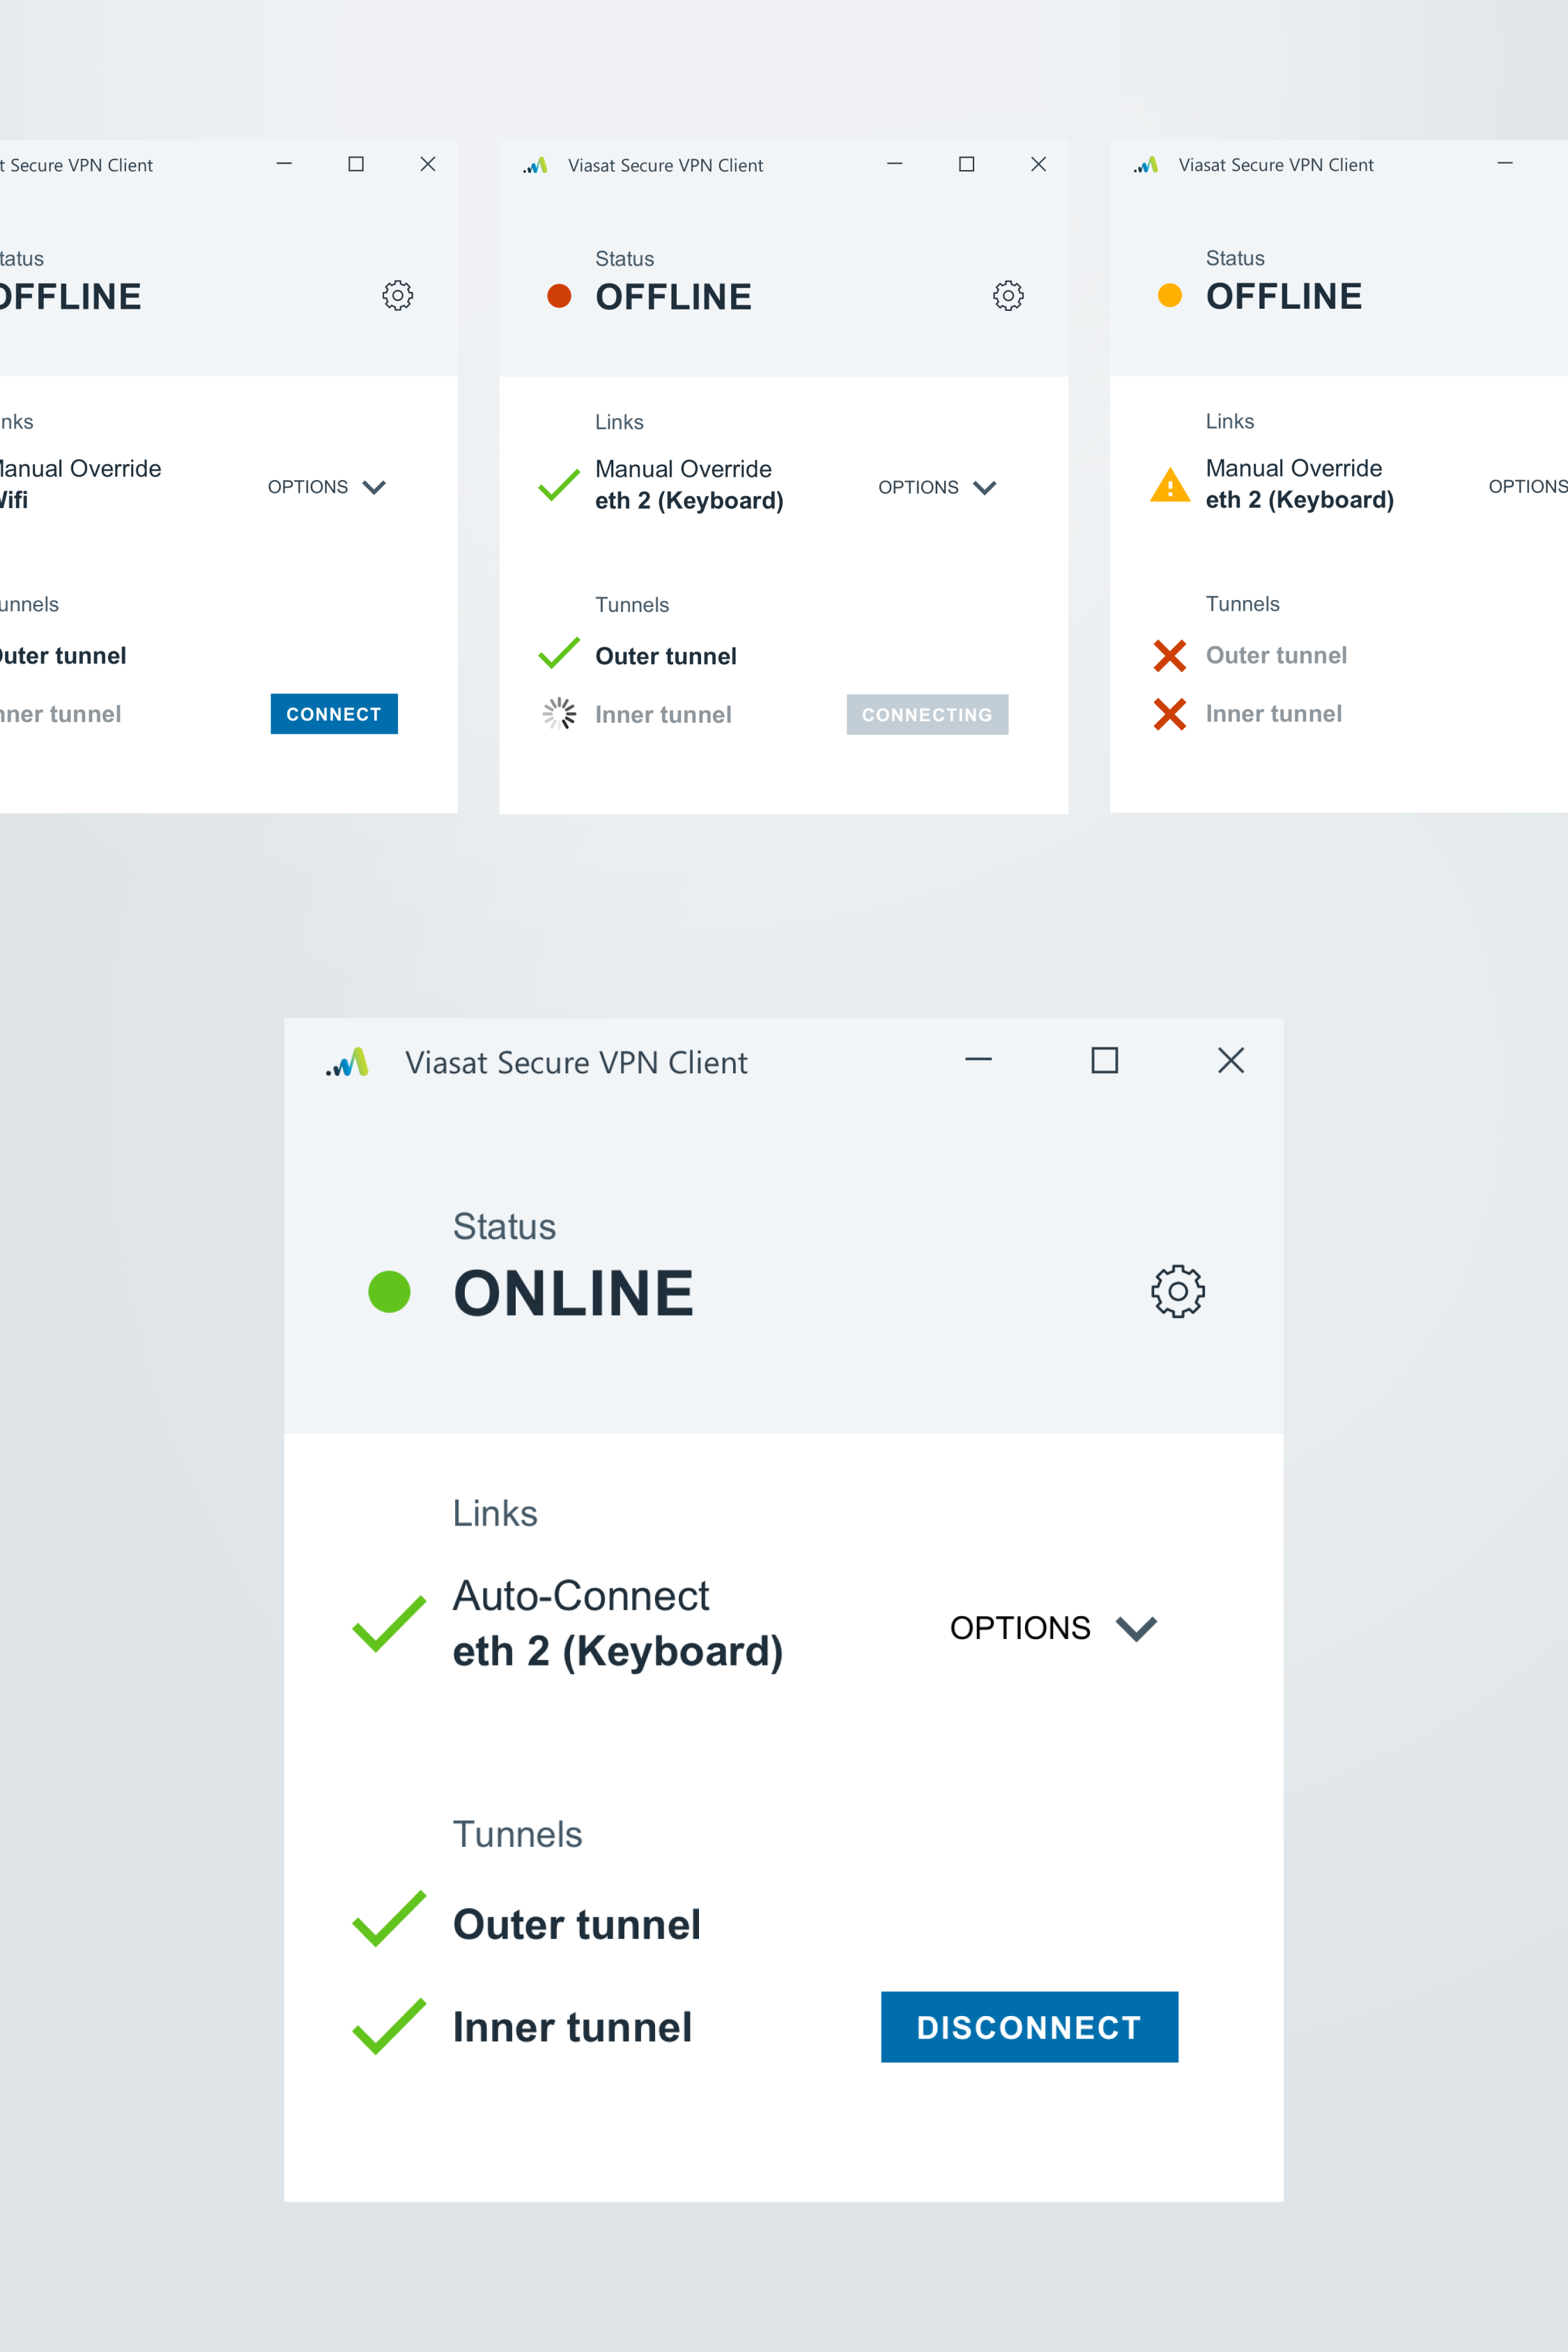 t Secure VPN Client
tatus
OFFLINE
nks
Manual Override
Wifi
OPTIONS
unnels
Outer tunnel
nner tunnel
CONNECT
Viasat Secure VPN Client
Status
OFFLINE
Links
Manual Override
eth 2 (Keyboard)
OPTIONS
Tunnels
Outer tunnel
Inner tunnel
CONNECTING
Viasat Secure VPN Client
Status
OFFLINE
Links
Manual Override
eth 2 (Keyboard)
OPTIONS
Tunnels
Outer tunnel
Inner tunnel
Viasat Secure VPN Client
Status
ONLINE
Links
Auto-Connect
eth 2 (Keyboard)
OPTIONS
Tunnels
Outer tunnel
Inner tunnel
DISCONNECT